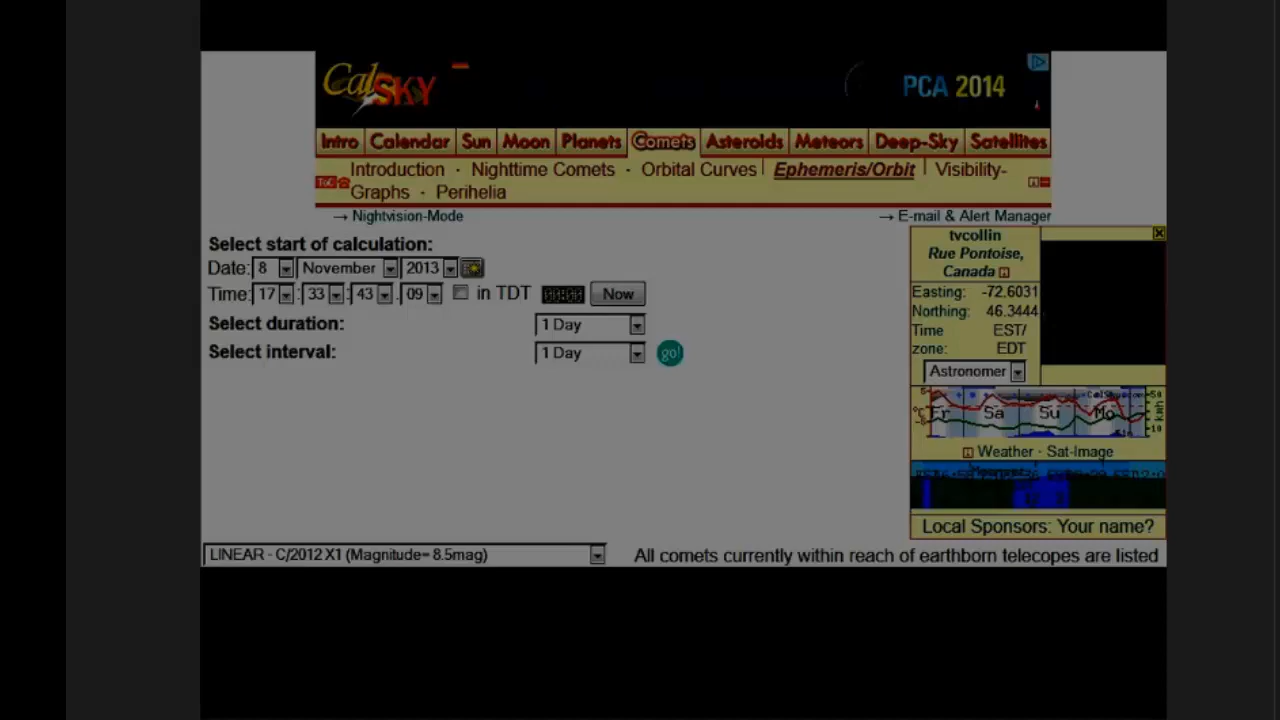 CalSKY
PCA 2014
Intro Calendar Sun Moon Planets Comets Asteroids Meteors Deep-Sky Satellites
Introduction · Nighttime Comets · Orbital Curves | Ephemeris/Orbit | Visibility-
Graphs · Perihelia
→ Nightvision-Mode → E-mail & Alert Manager
Select start of calculation:
Date: 8 November 2013
Time: 17 : 33 : 43 . 09 in TDT 00:00 Now
Select duration: 1 Day
Select interval: 1 Day go!
tvcollin
Rue Pontoise,
Canada
Easting: -72.6031
Northing: 46.3444
Time EST/
zone: EDT
Astronomer
Fr Sa Su Mo
Weather · Sat-Image
Local Sponsors: Your name?
LINEAR - C/2012 X1 (Magnitude= 8.5mag) All comets currently within reach of earthborn telecopes are listed